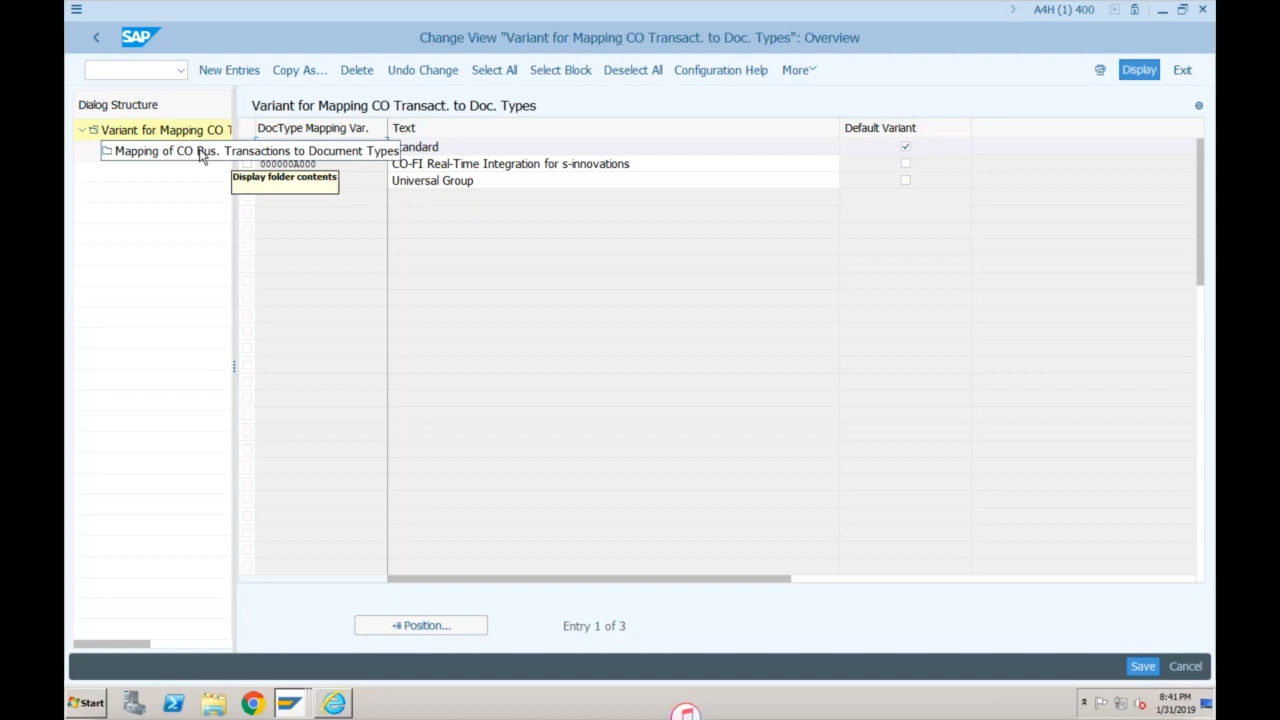 A4H (1) 400
SAP
Change View "Variant for Mapping CO Transact. to Doc. Types": Overview
New Entries Copy As... Delete Undo Change Select All Select Block Deselect All Configuration Help More Display Exit
Dialog Structure
Variant for Mapping CO T
Mapping of CO Bus. Transactions to Document Types
Display folder contents
Variant for Mapping CO Transact. to Doc. Types
DocType Mapping Var. Text Default Variant
tandard
000000A000 CO-FI Real-Time Integration for s-innovations
Universal Group
Position... Entry 1 of 3
Save Cancel
Start
8:41 PM
1/31/2019